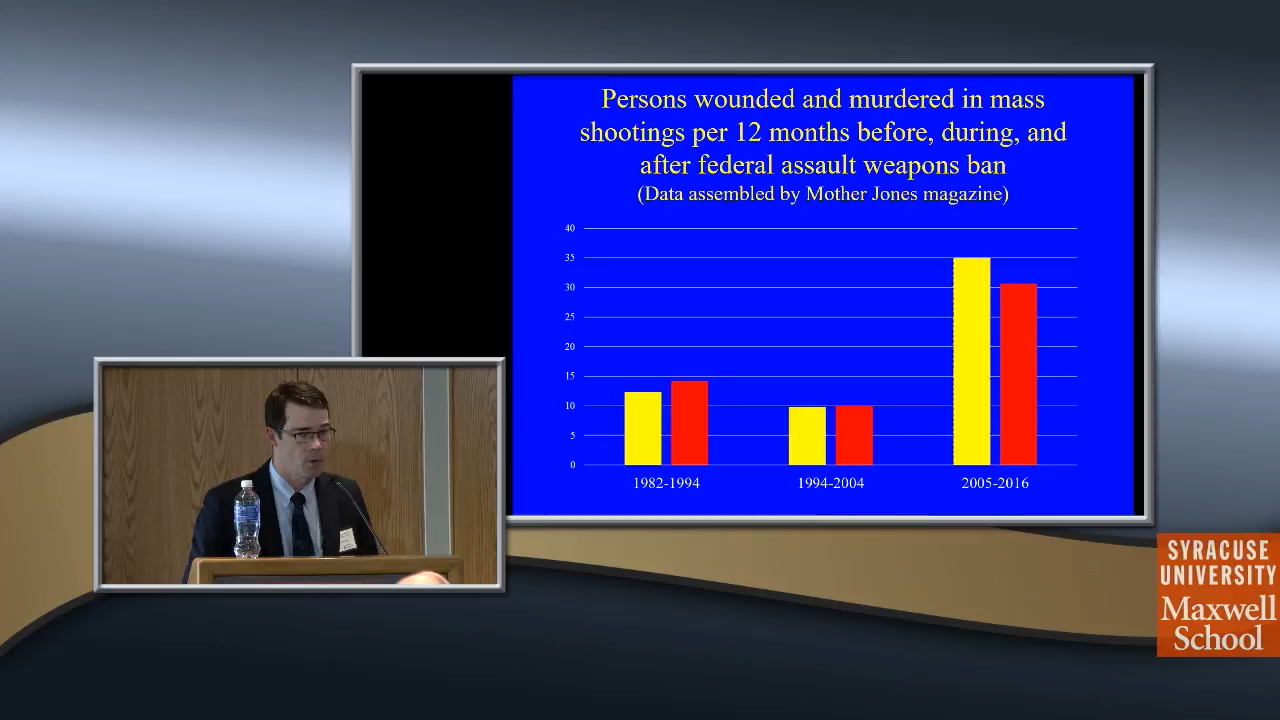 Persons wounded and murdered in mass
shootings per 12 months before, during, and
after federal assault weapons ban
(Data assembled by Mother Jones magazine)
40
35
30
25
20
15
10
5
0
1982-1994
1994-2004
2005-2016
SYRACUSE
UNIVERSITY
Maxwell
School